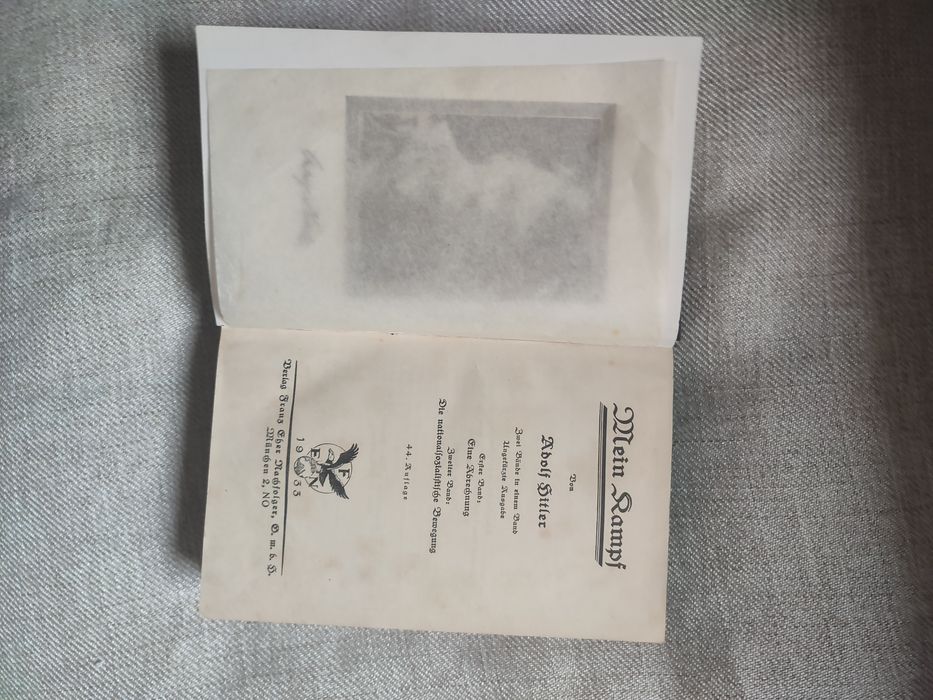 Mein Kampf
Von
Adolf Hitler
Zwei Bände in einem Band
Ungekürzte Ausgabe
Erster Band:
Eine Abrechnung
Zweiter Band:
Die nationalsozialistische Bewegung
44. Auflage
F
E N
1933
Verlag Franz Eher Nachfolger, G. m. b. H.
München 2, NO